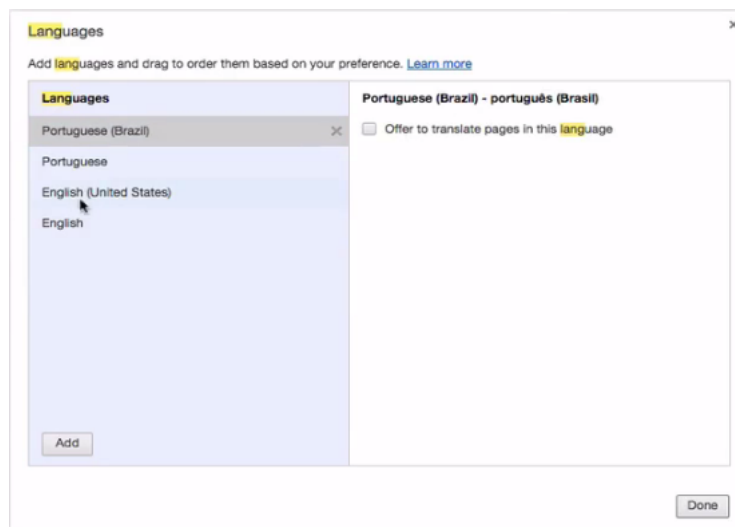 Languages
Add languages and drag to order them based on your preference. Learn more
Languages
Portuguese (Brazil)
Portuguese
English (United States)
English
Add
Portuguese (Brazil) - português (Brasil)
Offer to translate pages in this language
Done